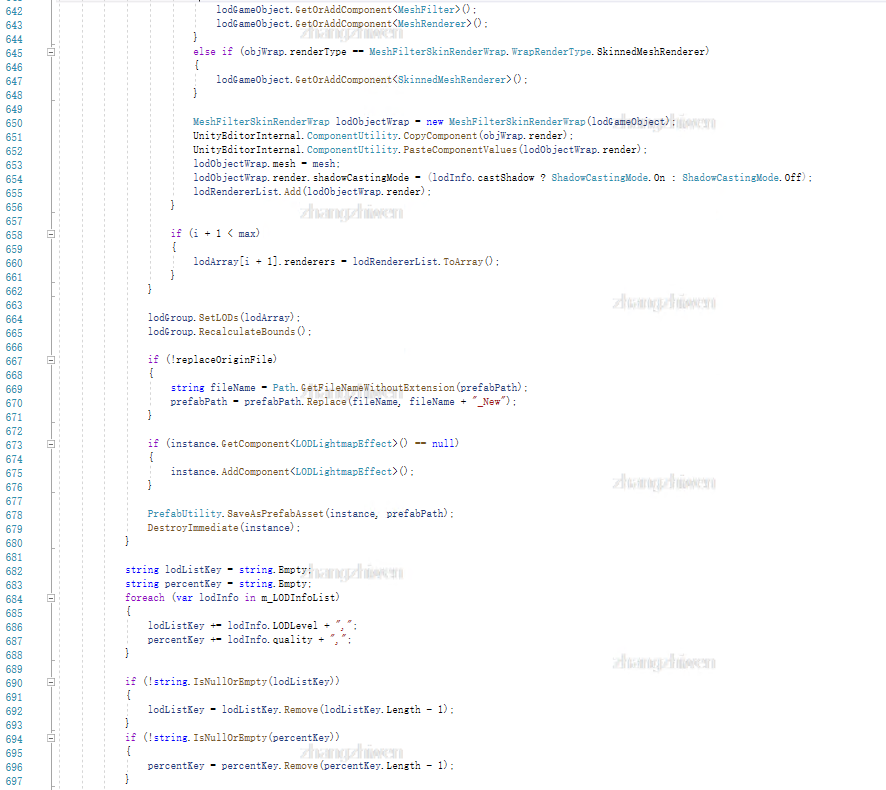 642 lodGameObject.GetOrAddComponent<MeshFilter>();
643 lodGameObject.GetOrAddComponent<MeshRenderer>();
644 }
645 else if (objWrap.renderType == MeshFilterSkinRenderWrap.WrapRenderType.SkinnedMeshRenderer)
646 {
647 lodGameObject.GetOrAddComponent<SkinnedMeshRenderer>();
648 }
649
650 MeshFilterSkinRenderWrap lodObjectWrap = new MeshFilterSkinRenderWrap(lodGameObject);
651 UnityEditorInternal.ComponentUtility.CopyComponent(objWrap.render);
652 UnityEditorInternal.ComponentUtility.PasteComponentValues(lodObjectWrap.render);
653 lodObjectWrap.mesh = mesh;
654 lodObjectWrap.render.shadowCastingMode = (lodInfo.castShadow ? ShadowCastingMode.On : ShadowCastingMode.Off);
655 lodRendererList.Add(lodObjectWrap.render);
656 }
657
658 if (i + 1 < max)
659 {
660 lodArray[i + 1].renderers = lodRendererList.ToArray();
661 }
662 }
663
664 lodGroup.SetLODs(lodArray);
665 lodGroup.RecalculateBounds();
666
667 if (!replaceOriginFile)
668 {
669 string fileName = Path.GetFileNameWithoutExtension(prefabPath);
670 prefabPath = prefabPath.Replace(fileName, fileName + "_New");
671 }
672
673 if (instance.GetComponent<LODLightmapEffect>() == null)
674 {
675 instance.AddComponent<LODLightmapEffect>();
676 }
677
678 PrefabUtility.SaveAsPrefabAsset(instance, prefabPath);
679 DestroyImmediate(instance);
680 }
681
682 string lodListKey = string.Empty;
683 string percentKey = string.Empty;
684 foreach (var lodInfo in m_LODInfoList)
685 {
686 lodListKey += lodInfo.LODLevel + ",";
687 percentKey += lodInfo.quality + ",";
688 }
689
690 if (!string.IsNullOrEmpty(lodListKey))
691 {
692 lodListKey = lodListKey.Remove(lodListKey.Length - 1);
693 }
694 if (!string.IsNullOrEmpty(percentKey))
695 {
696 percentKey = percentKey.Remove(percentKey.Length - 1);
697 }
zhangzhiwen
zhangzhiwen
zhangzhiwen
zhangzhiwen
zhangzhiwen
zhangzhiwen
zhangzhiwen
zhangzhiwen
zhangzhiwen